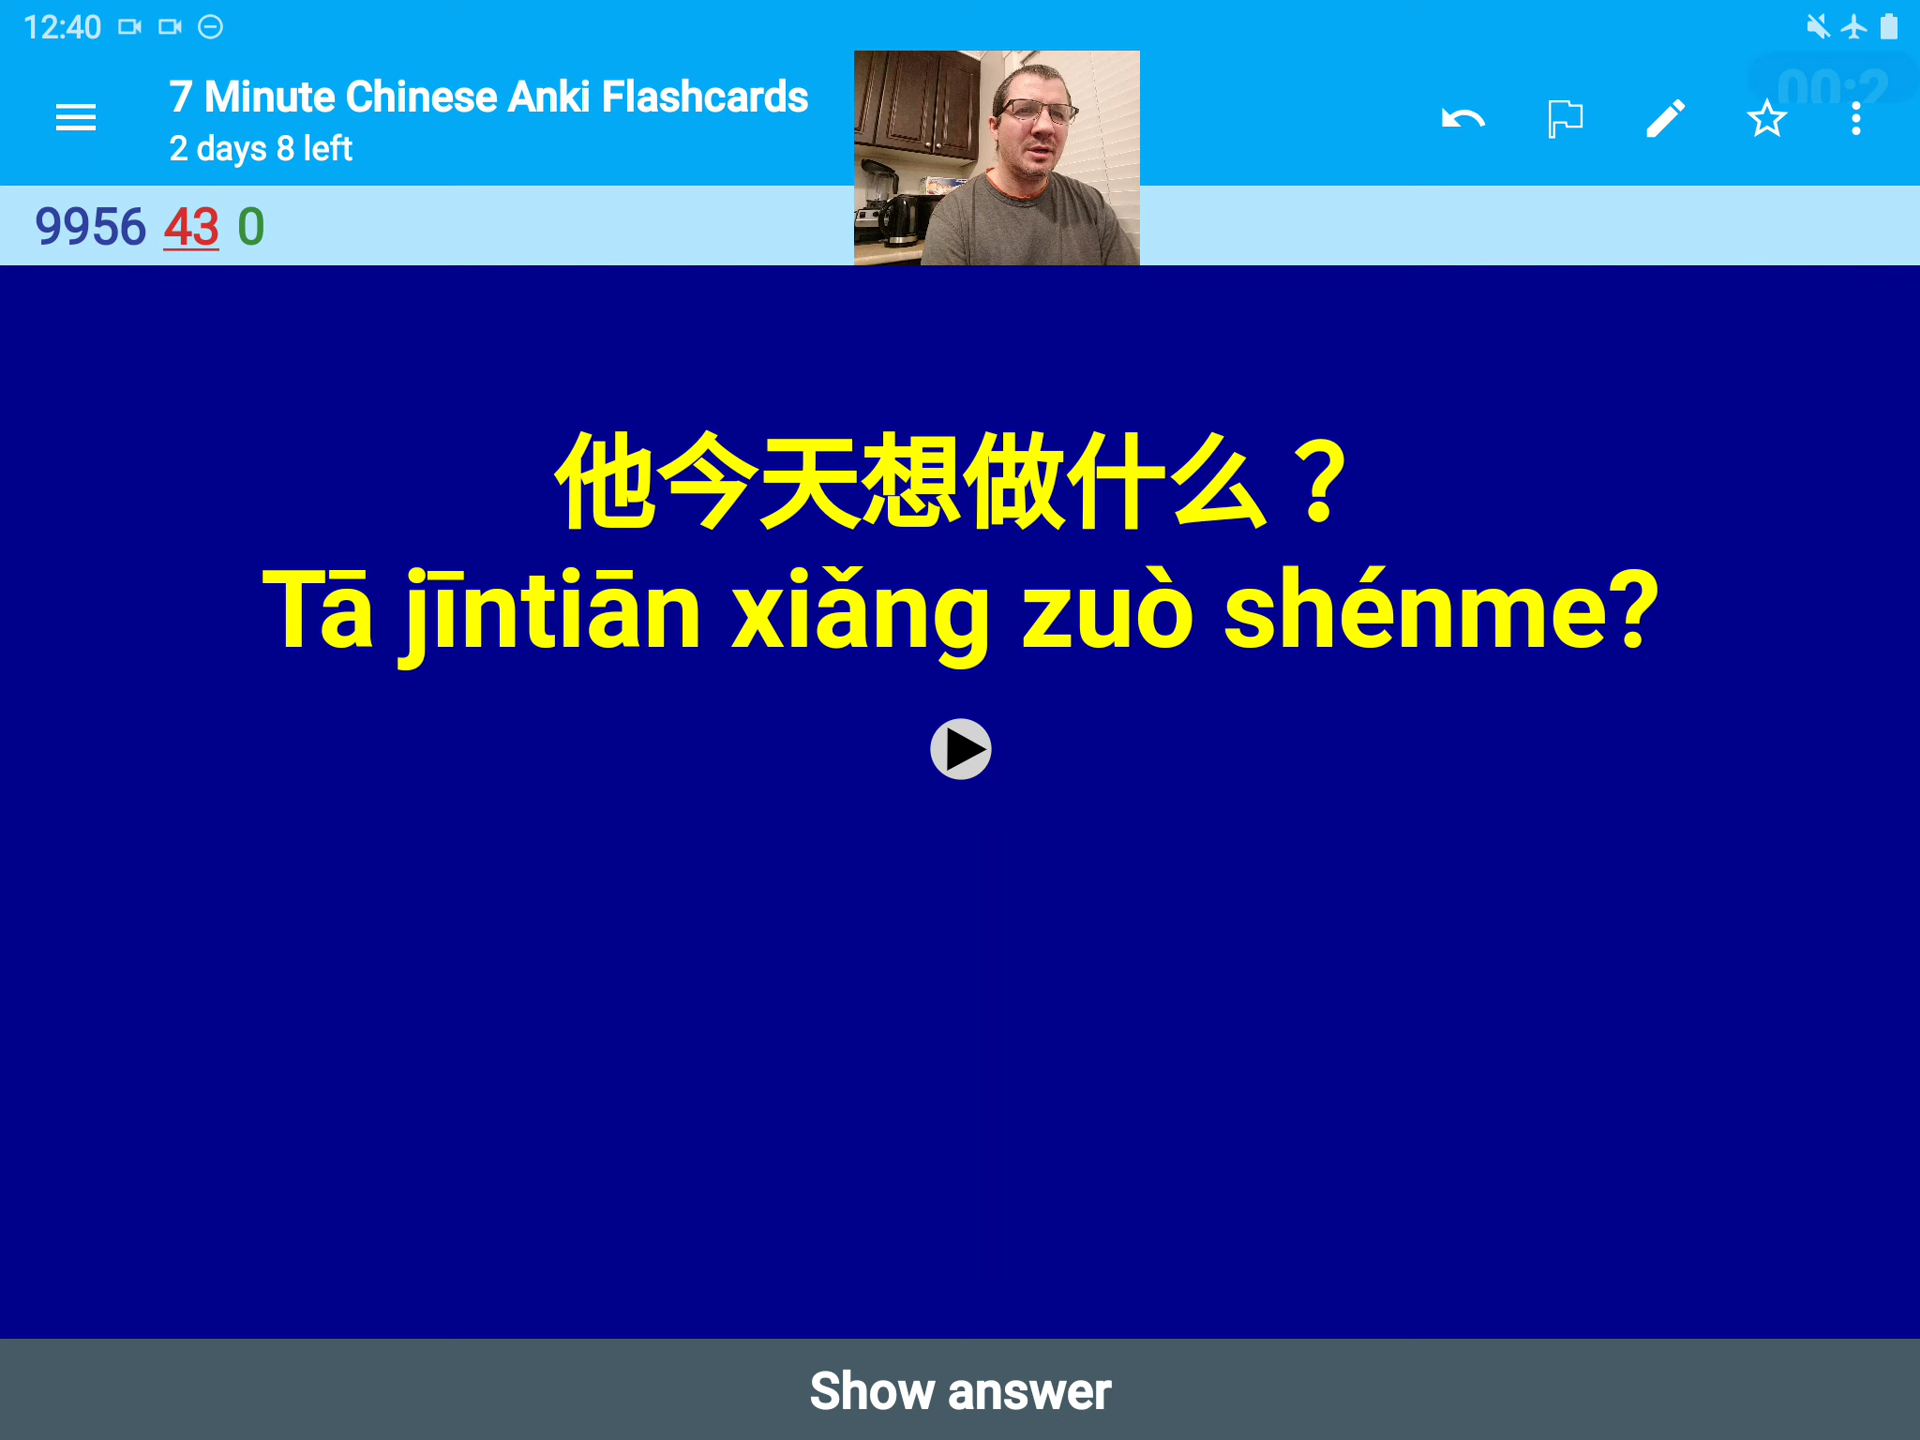 12:40
7 Minute Chinese Anki Flashcards
2 days 8 left
9956 43 0
他今天想做什么？
Tā jīntiān xiǎng zuò shénme?
Show answer